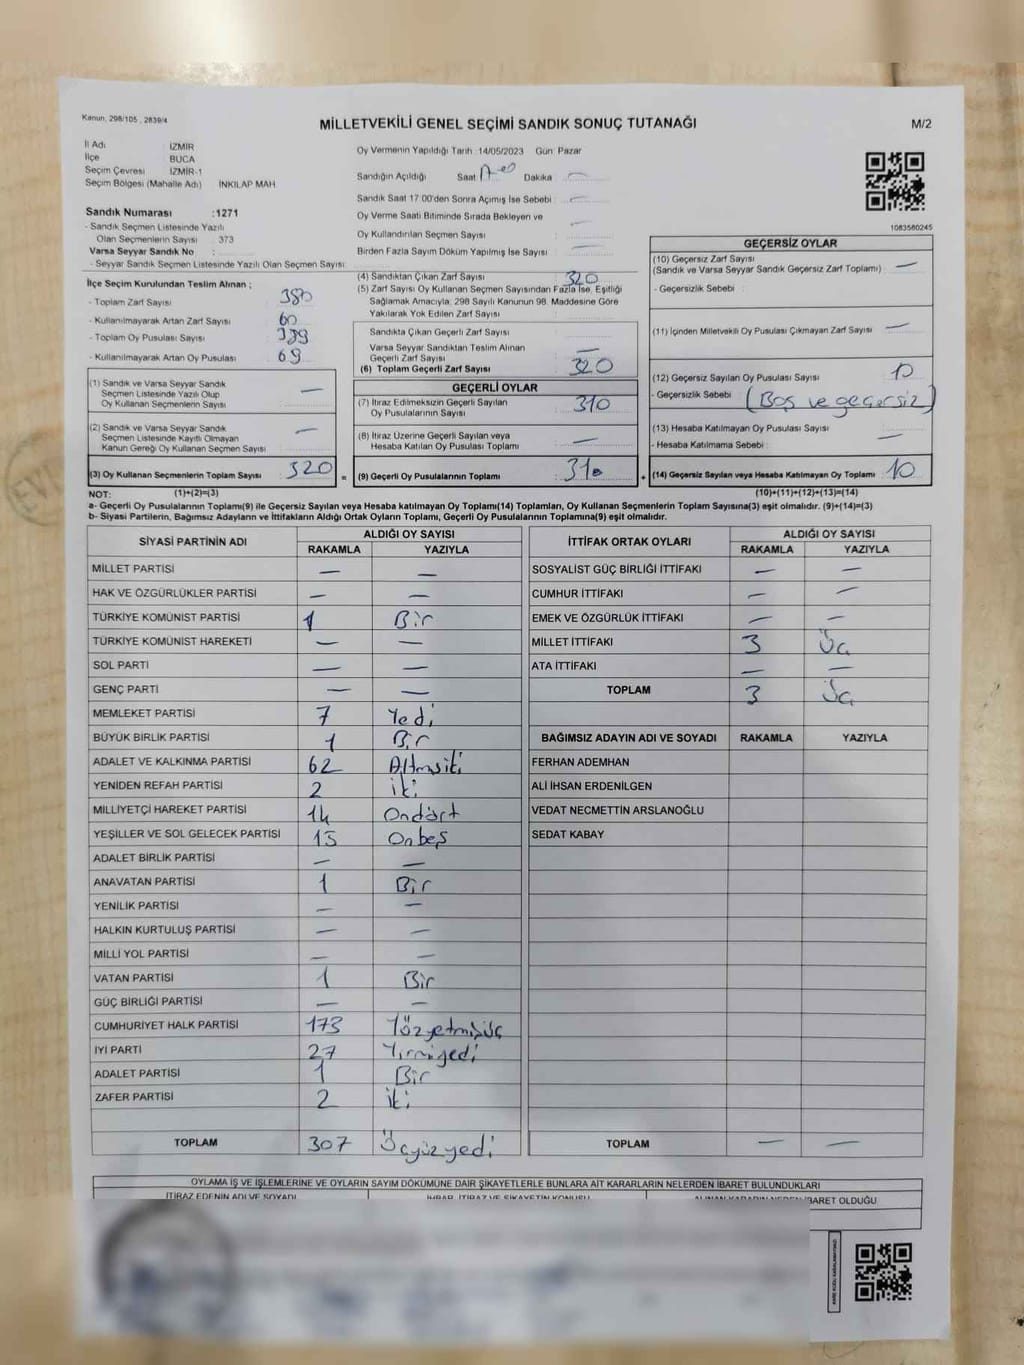 Kanun, 298/105 , 2839/4
MİLLETVEKİLİ GENEL SEÇİMİ SANDIK SONUÇ TUTANAĞI
M/2
İl Adı : İZMİR
İlçe BUCA
Seçim Çevresi : İZMİR-1
Seçim Bölgesi (Mahalle Adı) İNKILAP MAH
Sandık Numarası :1271
- Sandık Seçmen Listesinde Yazılı
Olan Seçmenlerin Sayısı : 373
Varsa Seyyar Sandık No :
- Seyyar Sandık Seçmen Listesinde Yazılı Olan Seçmen Sayısı:
Oy Vermenin Yapıldığı Tarih 14/05/2023 Gün: Pazar
Sandığın Açıldığı Saat Dakika —
Sandık Saat 17:00'den Sonra Açımış İse Sebebi : —
Oy Verme Saati Bitiminde Sırada Bekleyen ve
Oy Kullandırılan Seçmen Sayısı : —
Birden Fazla Sayım Döküm Yapılmış İse Sayısı : —
1083580245
İlçe Seçim Kurulundan Teslim Alınan ;
- Toplam Zarf Sayısı : 380
- Kullanılmayarak Artan Zarf Sayısı : 60
- Toplam Oy Pusulası Sayısı :
- Kullanılmayarak Artan Oy Pusulası : 69
(4) Sandıktan Çıkan Zarf Sayısı : 320
(5) Zarf Sayısı Oy Kullanan Seçmen Sayısından Fazla İse, Eşitliği
Sağlamak Amacıyla, 298 Sayılı Kanunun 98. Maddesine Göre
Yakılarak Yok Edilen Zarf Sayısı :
Sandıkta Çıkan Geçerli Zarf Sayısı :
Varsa Seyyar Sandıktan Teslim Alınan
Geçerli Zarf Sayısı : —
(6) Toplam Geçerli Zarf Sayısı : 320
GEÇERSİZ OYLAR
(10) Geçersiz Zarf Sayısı
(Sandık ve Varsa Seyyar Sandık Geçersiz Zarf Toplamı) : —
- Geçersizlik Sebebi :
(11) İçinden Milletvekili Oy Pusulası Çıkmayan Zarf Sayısı : —
(12) Geçersiz Sayılan Oy Pusulası Sayısı : 10
- Geçersizlik Sebebi : (Boş ve geçersiz)
(13) Hesaba Katılmayan Oy Pusulası Sayısı :
- Hesaba Katılmama Sebebi : —
(14) Geçersiz Sayılan veya Hesaba Katılmayan Oy Toplamı : 10
(1) Sandık ve Varsa Seyyar Sandık
Seçmen Listesinde Yazılı Olup
Oy Kullanan Seçmenlerin Sayısı : —
(2) Sandık ve Varsa Seyyar Sandık
Seçmen Listesinde Kayıtlı Olmayan
Kanun Gereği Oy Kullanan Seçmen Sayısı : —
(3) Oy Kullanan Seçmenlerin Toplam Sayısı : 320 =
GEÇERLİ OYLAR
(7) İtiraz Edilmeksizin Geçerli Sayılan
Oy Pusulalarının Sayısı : 310
(8) İtiraz Üzerine Geçerli Sayılan veya
Hesaba Katılan Oy Pusulası Toplamı : —
(9) Geçerli Oy Pusulalarının Toplamı : 310 +
NOT: (1)+(2)=(3) (10)+(11)+(12)+(13)=(14)
a- Geçerli Oy Pusulalarının Toplamı(9) ile Geçersiz Sayılan veya Hesaba katılmayan Oy Toplamı(14) Toplamları, Oy Kullanan Seçmenlerin Toplam Sayısına(3) eşit olmalıdır. (9)+(14)=(3)
b- Siyasi Partilerin, Bağımsız Adayların ve İttifakların Aldığı Ortak Oyların Toplamı, Geçerli Oy Pusulalarının Toplamına(9) eşit olmalıdır.
SİYASİ PARTİNİN ADI ALDIĞI OY SAYISI
RAKAMLA YAZIYLA
MİLLET PARTİSİ — —
HAK VE ÖZGÜRLÜKLER PARTİSİ — —
TÜRKİYE KOMÜNİST PARTİSİ 1 Bir
TÜRKİYE KOMÜNİST HAREKETİ — —
SOL PARTİ — —
GENÇ PARTİ — —
MEMLEKET PARTİSİ 7 Yedi
BÜYÜK BİRLİK PARTİSİ 1 Bir
ADALET VE KALKINMA PARTİSİ 62 Altmışiki
YENİDEN REFAH PARTİSİ 2 İki
MİLLİYETÇİ HAREKET PARTİSİ 14 Ondört
YEŞİLLER VE SOL GELECEK PARTİSİ 15 Onbeş
ADALET BİRLİK PARTİSİ — —
ANAVATAN PARTİSİ 1 Bir
YENİLİK PARTİSİ — —
HALKIN KURTULUŞ PARTİSİ — —
MİLLİ YOL PARTİSİ — —
VATAN PARTİSİ 1 Bir
GÜÇ BİRLİĞİ PARTİSİ — —
CUMHURİYET HALK PARTİSİ 173 Yüzyetmişüç
İYİ PARTİ 27 Yirmiyedi
ADALET PARTİSİ 1 Bir
ZAFER PARTİSİ 2 İki
TOPLAM 307 Üçyüzyedi
İTTİFAK ORTAK OYLARI ALDIĞI OY SAYISI
RAKAMLA YAZIYLA
SOSYALİST GÜÇ BİRLİĞİ İTTİFAKI — —
CUMHUR İTTİFAKI — —
EMEK VE ÖZGÜRLÜK İTTİFAKI — —
MİLLET İTTİFAKI 3 Üç
ATA İTTİFAKI — —
TOPLAM 3 Üç
BAĞIMSIZ ADAYIN ADI VE SOYADI RAKAMLA YAZIYLA
FERHAN ADEMHAN
ALİ İHSAN ERDENİLGEN
VEDAT NECMETTİN ARSLANOĞLU
SEDAT KABAY
TOPLAM — —
OYLAMA İŞ VE İŞLEMLERİNE VE OYLARIN SAYIM DÖKÜMÜNE DAİR ŞİKAYETLERLE BUNLARA AİT KARARLARIN NELERDEN İBARET BULUNDUKLARI
İTİRAZ EDENİN ADI VE SOYADI İHBAR, İTİRAZ VE ŞİKAYETİN KONUSU ALINAN KARARIN NEDEN İBARET OLDUĞU